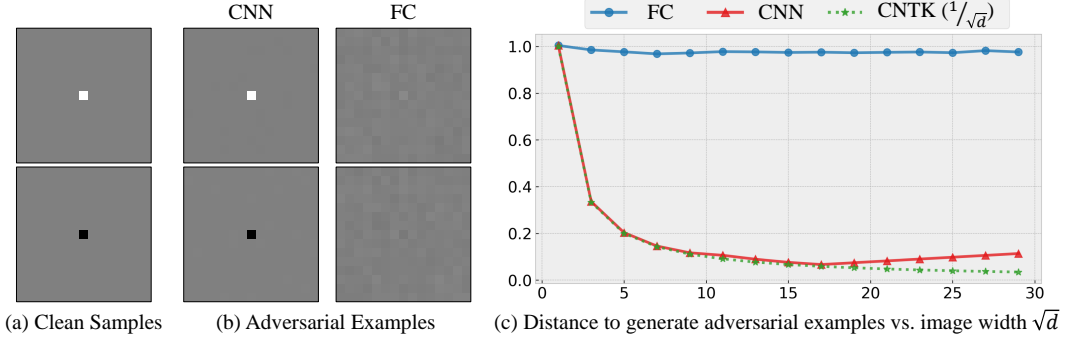 CNN
FC
FC
CNN
CNTK (1/√d)
1.0
0.8
0.6
0.4
0.2
0.0
0
5
10
15
20
25
30
(a) Clean Samples
(b) Adversarial Examples
(c) Distance to generate adversarial examples vs. image width √d